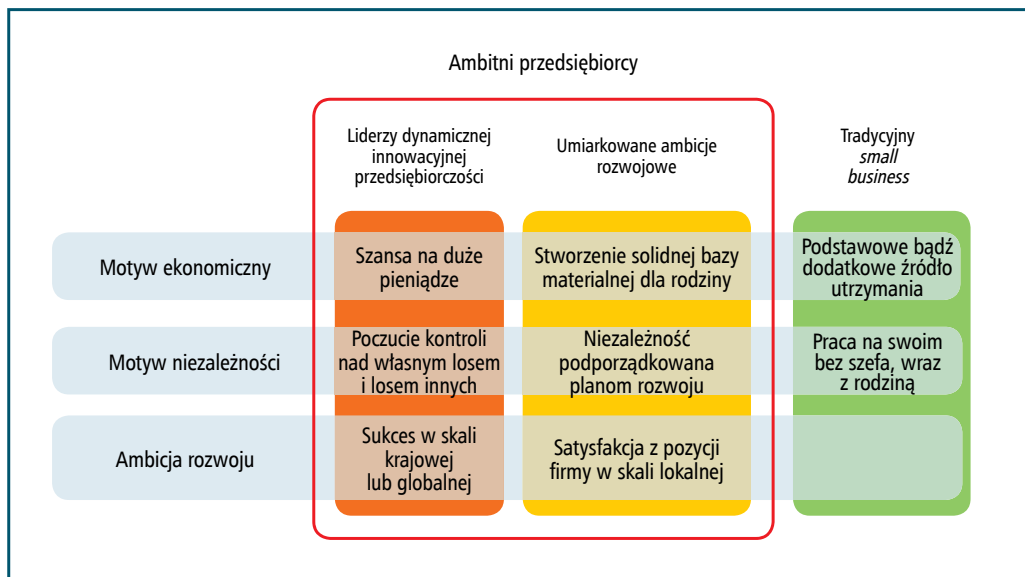 Ambitni przedsiębiorcy
Liderzy dynamicznej
innowacyjnej
przedsiębiorczości
Umiarkowane ambicje
rozwojowe
Tradycyjny
small
business
Motyw ekonomiczny
Szansa na duże
pieniądze
Stworzenie solidnej bazy
materialnej dla rodziny
Podstawowe bądź
dodatkowe źródło
utrzymania
Motyw niezależności
Poczucie kontroli
nad własnym losem
i losem innych
Niezależność
podporządkowana
planom rozwoju
Praca na swoim
bez szefa, wraz
z rodziną
Ambicja rozwoju
Sukces w skali
krajowej
lub globalnej
Satysfakcja z pozycji
firmy w skali lokalnej